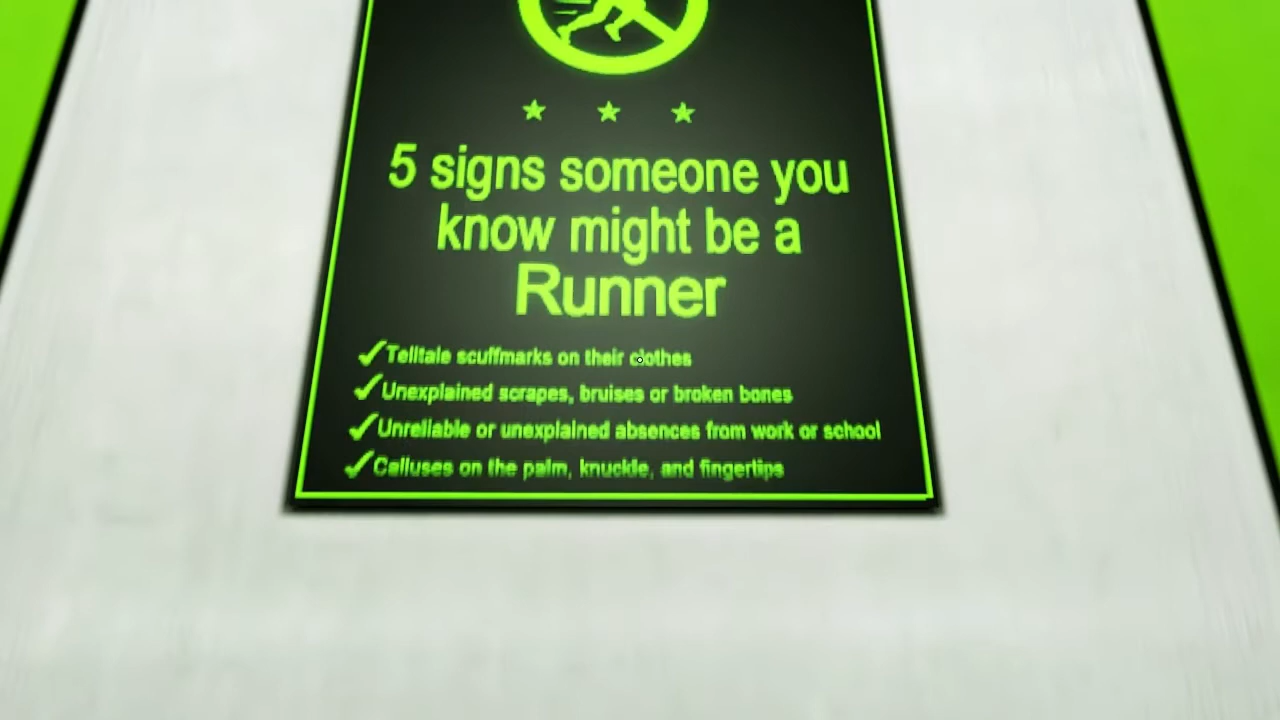 5 signs someone you
know might be a
Runner
Telltale scuffmarks on their clothes
Unexplained scrapes, bruises or broken bones
Unreliable or unexplained absences from work or school
Calluses on the palm, knuckle, and fingertips